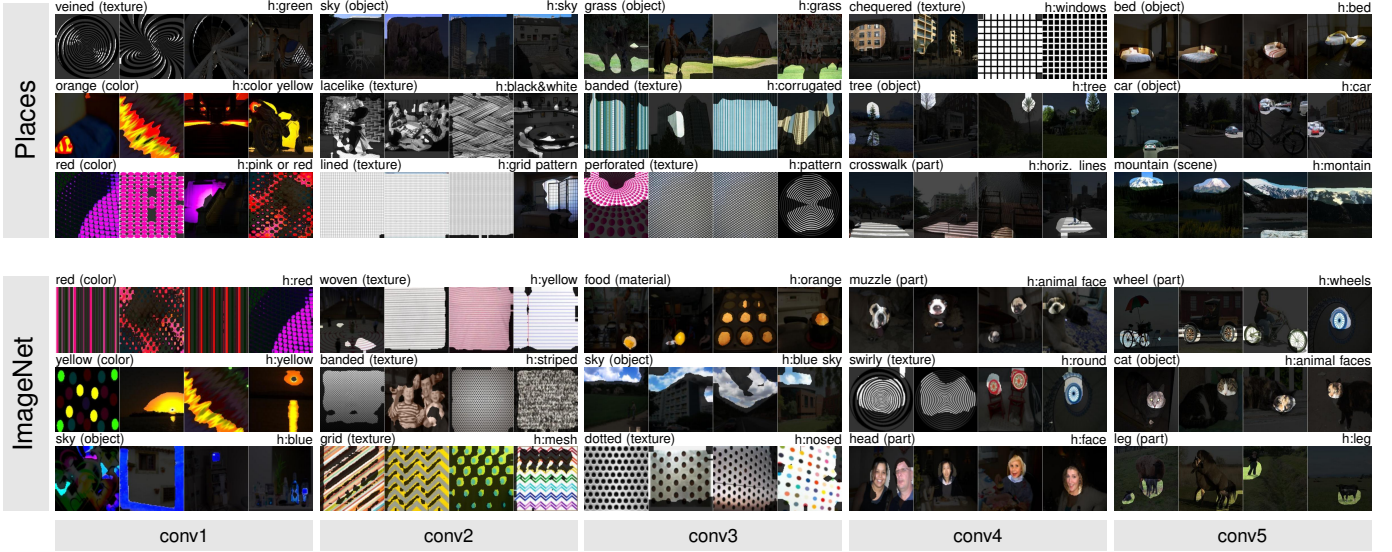 Places
veined (texture) h:green
sky (object) h:sky
grass (object) h:grass
chequered (texture) h:windows
bed (object) h:bed
orange (color) h:color yellow
lacelike (texture) h:black&white
banded (texture) h:corrugated
tree (object) h:tree
car (object) h:car
red (color) h:pink or red
lined (texture) h:grid pattern
perforated (texture) h:pattern
crosswalk (part) h:horiz. lines
mountain (scene) h:montain
ImageNet
red (color) h:red
woven (texture) h:yellow
food (material) h:orange
muzzle (part) h:animal face
wheel (part) h:wheels
yellow (color) h:yellow
banded (texture) h:striped
sky (object) h:blue sky
swirly (texture) h:round
cat (object) h:animal faces
sky (object) h:blue
grid (texture) h:mesh
dotted (texture) h:nosed
head (part) h:face
leg (part) h:leg
conv1
conv2
conv3
conv4
conv5